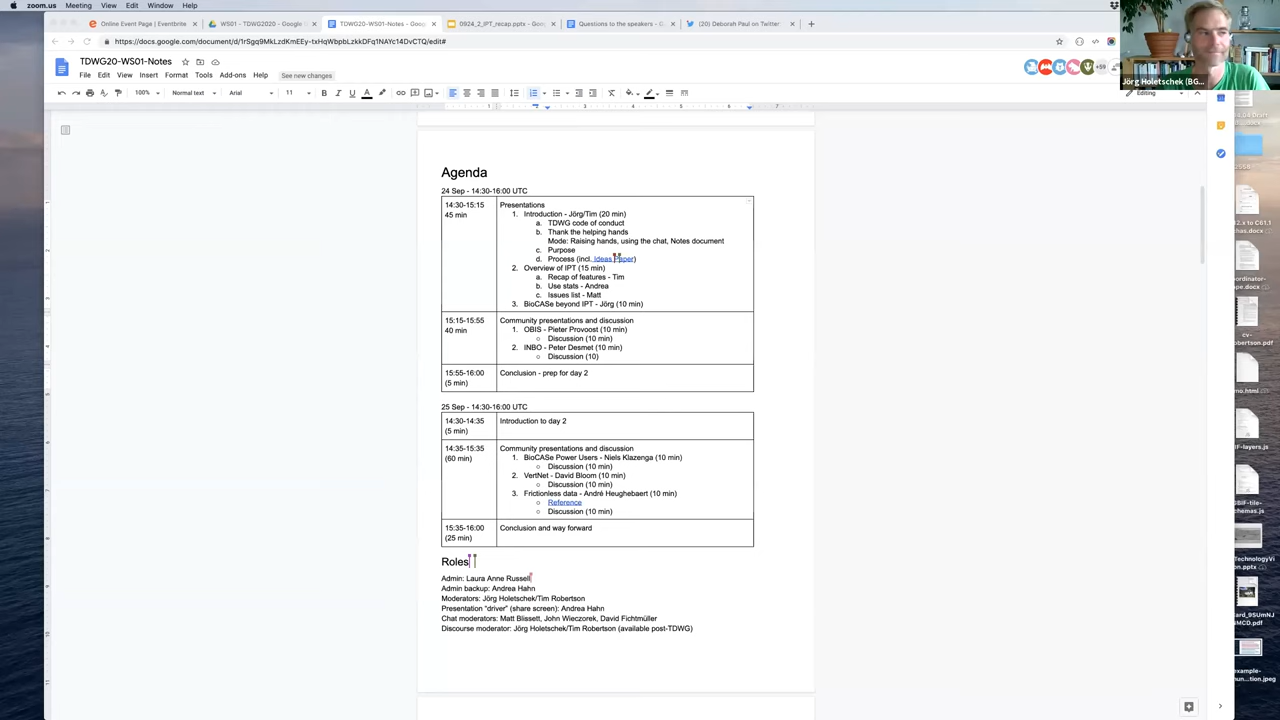 zoom.us Meeting View Edit Window Help
Online Event Page | Eventbrite
WS01 - TDWG2020 - Google
TDWG20-WS01-Notes - Goo
0924_2_IPT_recap.pptx - Goog
Questions to the speakers - G
(20) Deborah Paul on Twitter
TDWG20-WS01-Notes
File Edit View Insert Format Tools Add-ons Help See new changes
+59
100% Normal text Arial 11
Editing
Jörg Holetschek (BG...
1 2 3 4 5 6 7
Agenda
24 Sep - 14:30-16:00 UTC
14:30-15:15
45 min
Presentations
1. Introduction - Jörg/Tim (20 min)
a. TDWG code of conduct
b. Thank the helping hands
Mode: Raising hands, using the chat, Notes document
c. Purpose
d. Process (incl. Ideas Paper)
2. Overview of IPT (15 min)
a. Recap of features - Tim
b. Use stats - Andrea
c. Issues list - Matt
3. BioCASe beyond IPT - Jörg (10 min)
15:15-15:55
40 min
Community presentations and discussion
1. OBIS - Pieter Provoost (10 min)
○ Discussion (10 min)
2. INBO - Peter Desmet (10 min)
○ Discussion (10)
15:55-16:00
(5 min)
Conclusion - prep for day 2
25 Sep - 14:30-16:00 UTC
14:30-14:35
(5 min)
Introduction to day 2
14:35-15:35
(60 min)
Community presentations and discussion
1. BioCASe Power Users - Niels Klazenga (10 min)
○ Discussion (10 min)
2. VertNet - David Bloom (10 min)
○ Discussion (10 min)
3. Frictionless data - André Heughebaert (10 min)
○ Reference
○ Discussion (10 min)
15:35-16:00
(25 min)
Conclusion and way forward
Roles
Admin: Laura Anne Russell
Admin backup: Andrea Hahn
Moderators: Jörg Holetschek/Tim Robertson
Presentation "driver" (share screen): Andrea Hahn
Chat moderators: Matt Blissett, John Wieczorek, David Fichtmüller
Discourse moderator: Jörg Holetschek/Tim Robertson (available post-TDWG)